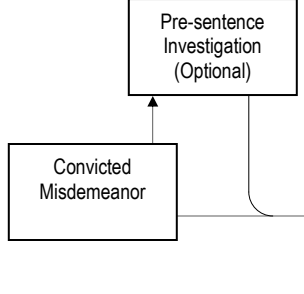 Pre-sentence
Investigation
(Optional)
Convicted
Misdemeanor